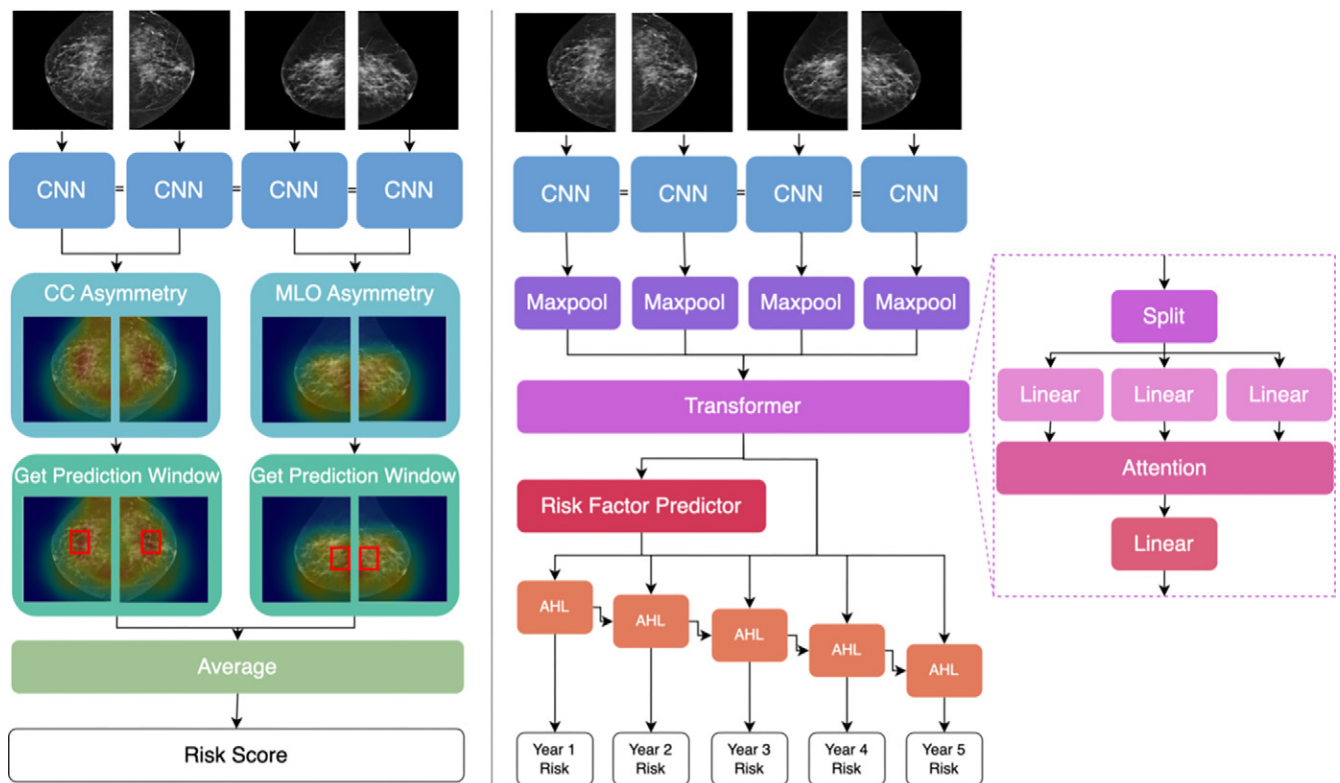 CNN = CNN = CNN = CNN
CC Asymmetry
MLO Asymmetry
Get Prediction Window
Get Prediction Window
Average
Risk Score
CNN = CNN = CNN = CNN
Maxpool
Maxpool
Maxpool
Maxpool
Transformer
Risk Factor Predictor
AHL
AHL
AHL
AHL
AHL
Year 1
Risk
Year 2
Risk
Year 3
Risk
Year 4
Risk
Year 5
Risk
Split
Linear
Linear
Linear
Attention
Linear